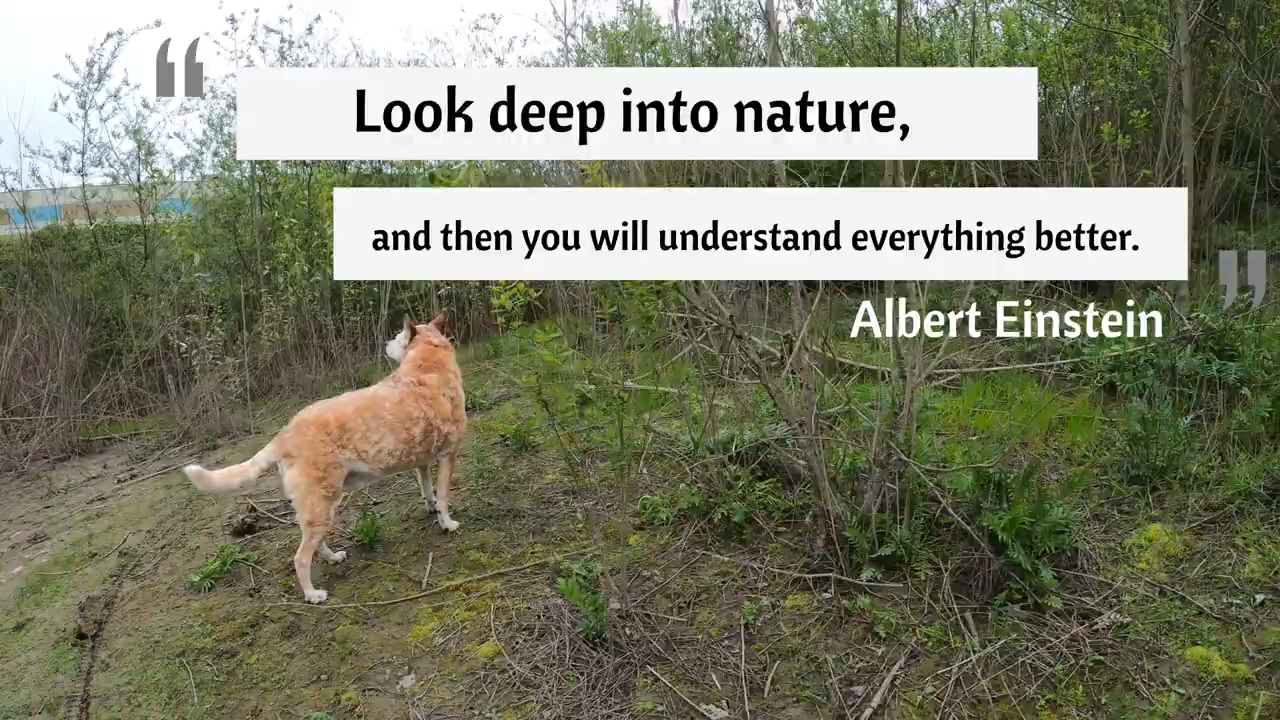 “
Look deep into nature,
and then you will understand everything better.
”
Albert Einstein